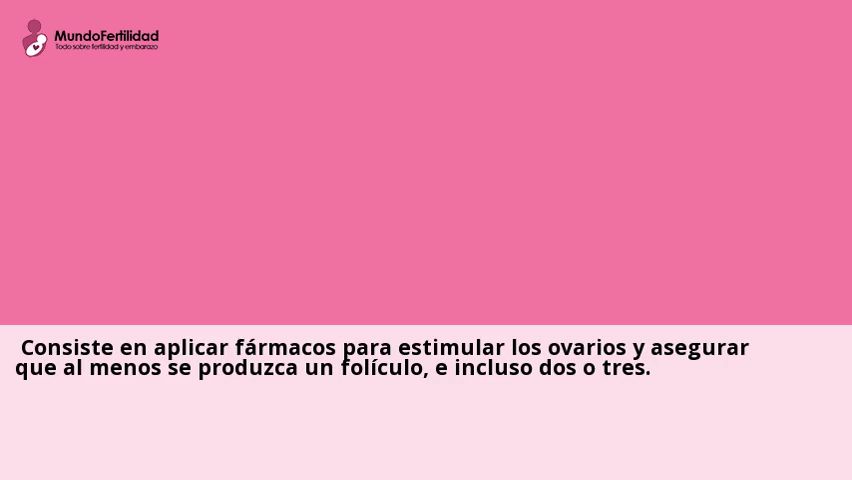 MundoFertilidad
Todo sobre fertilidad y embarazo
Consiste en aplicar fármacos para estimular los ovarios y asegurar
que al menos se produzca un folículo, e incluso dos o tres.